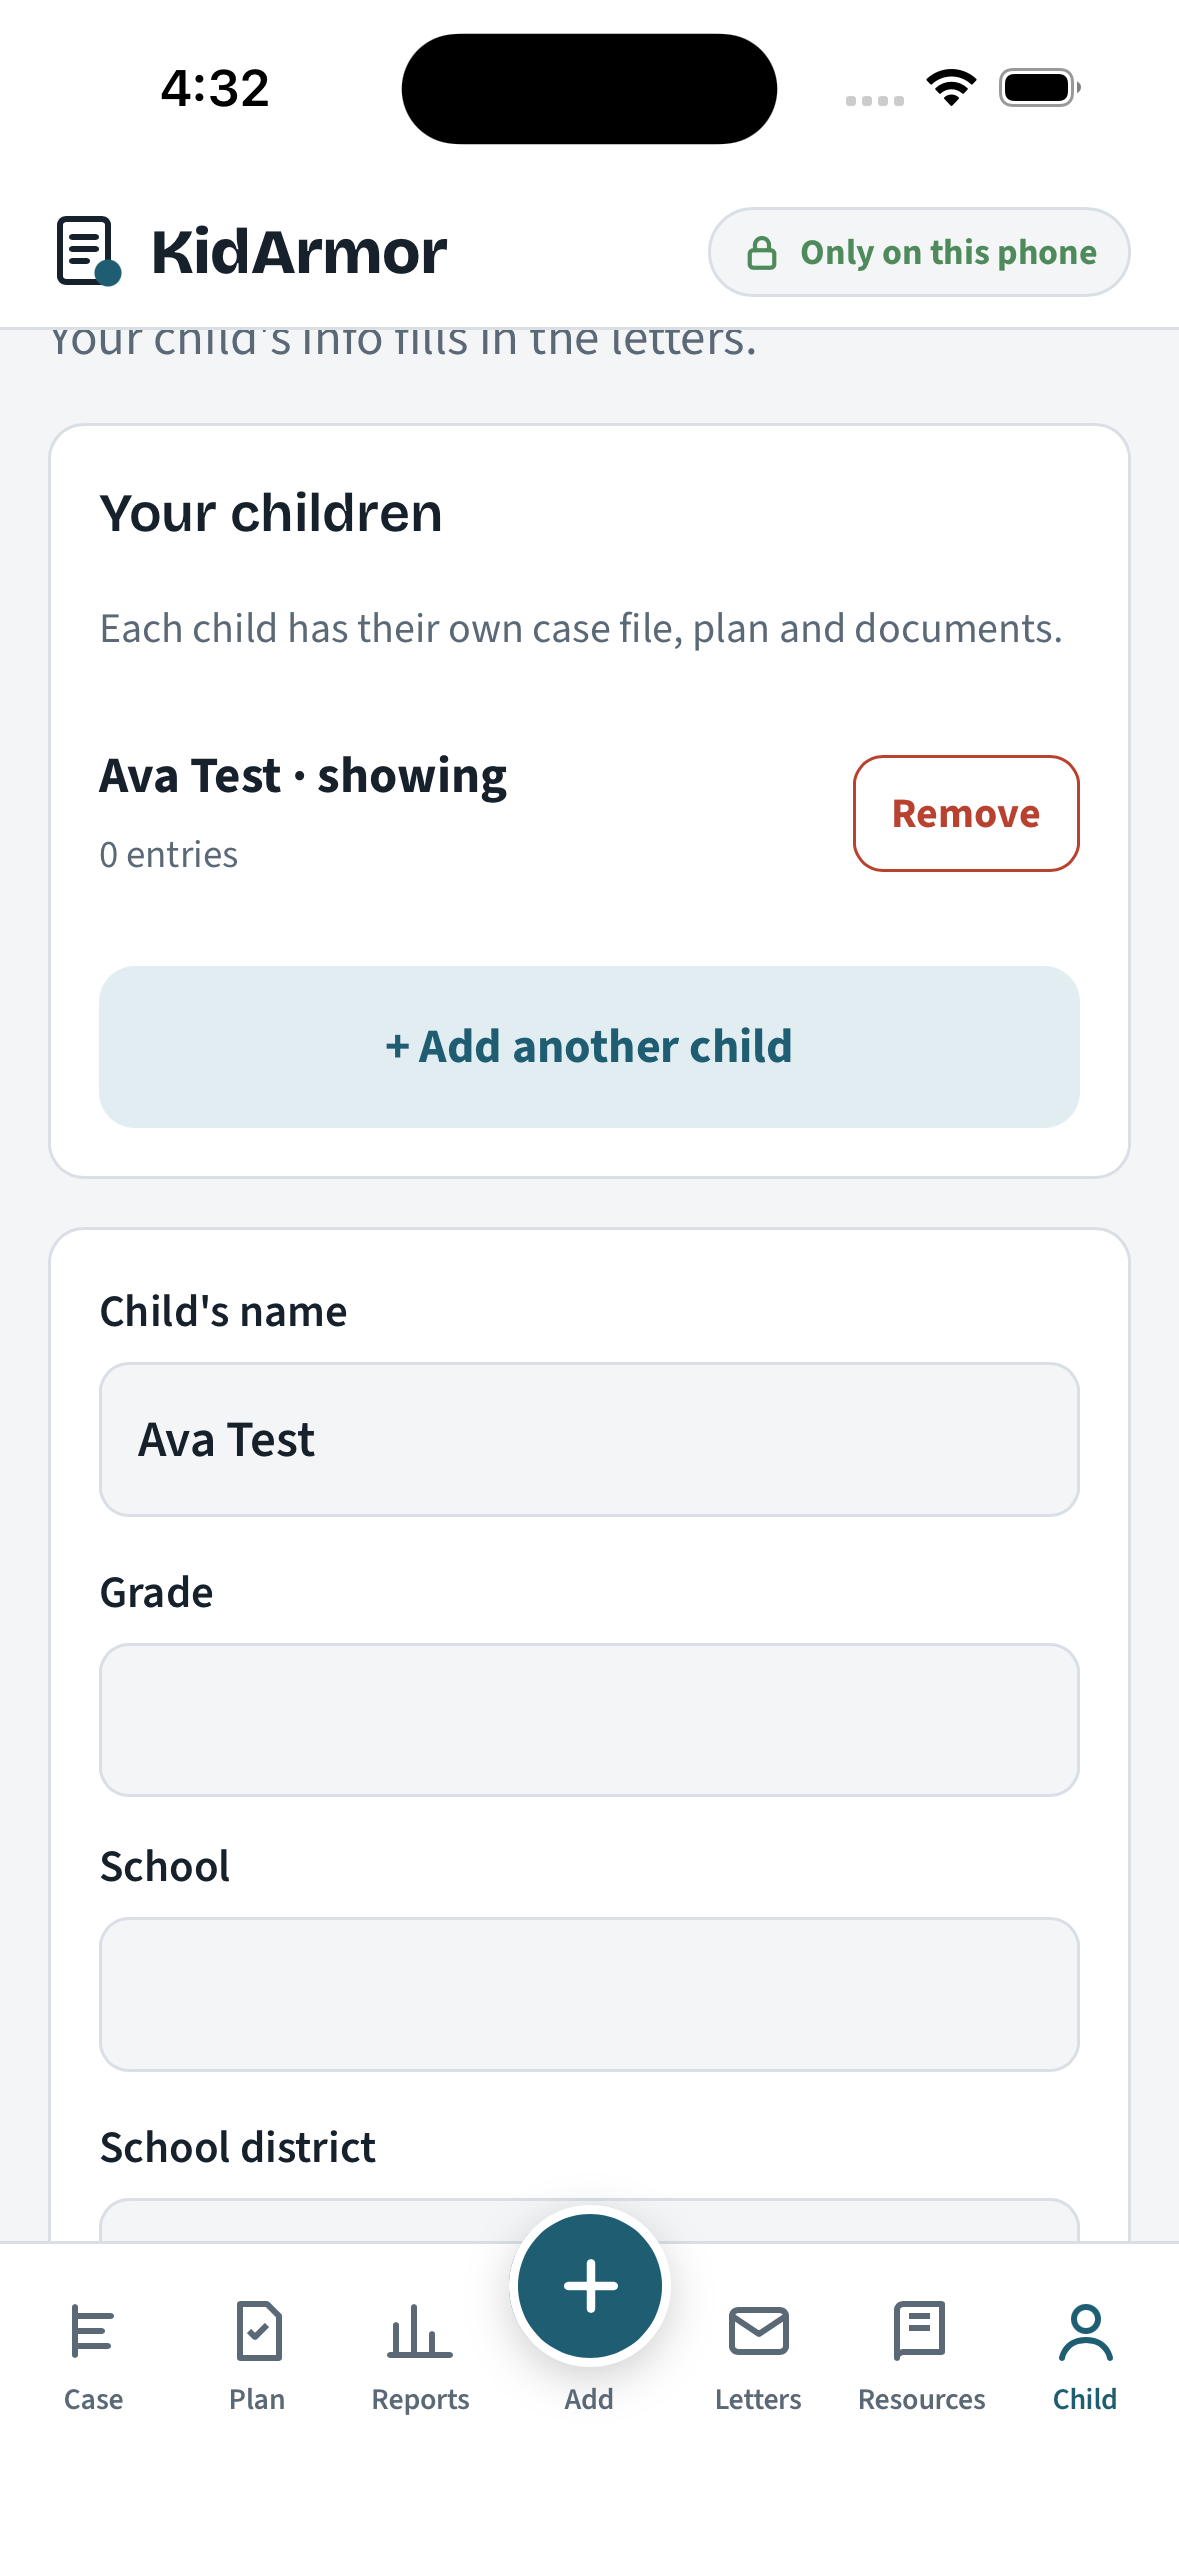 4:32
KidArmor
Only on this phone
Your child's info fills in the letters.
Your children
Each child has their own case file, plan and documents.
Ava Test · showing
0 entries
Remove
+ Add another child
Child's name
Ava Test
Grade
School
School district
Case
Plan
Reports
Add
Letters
Resources
Child